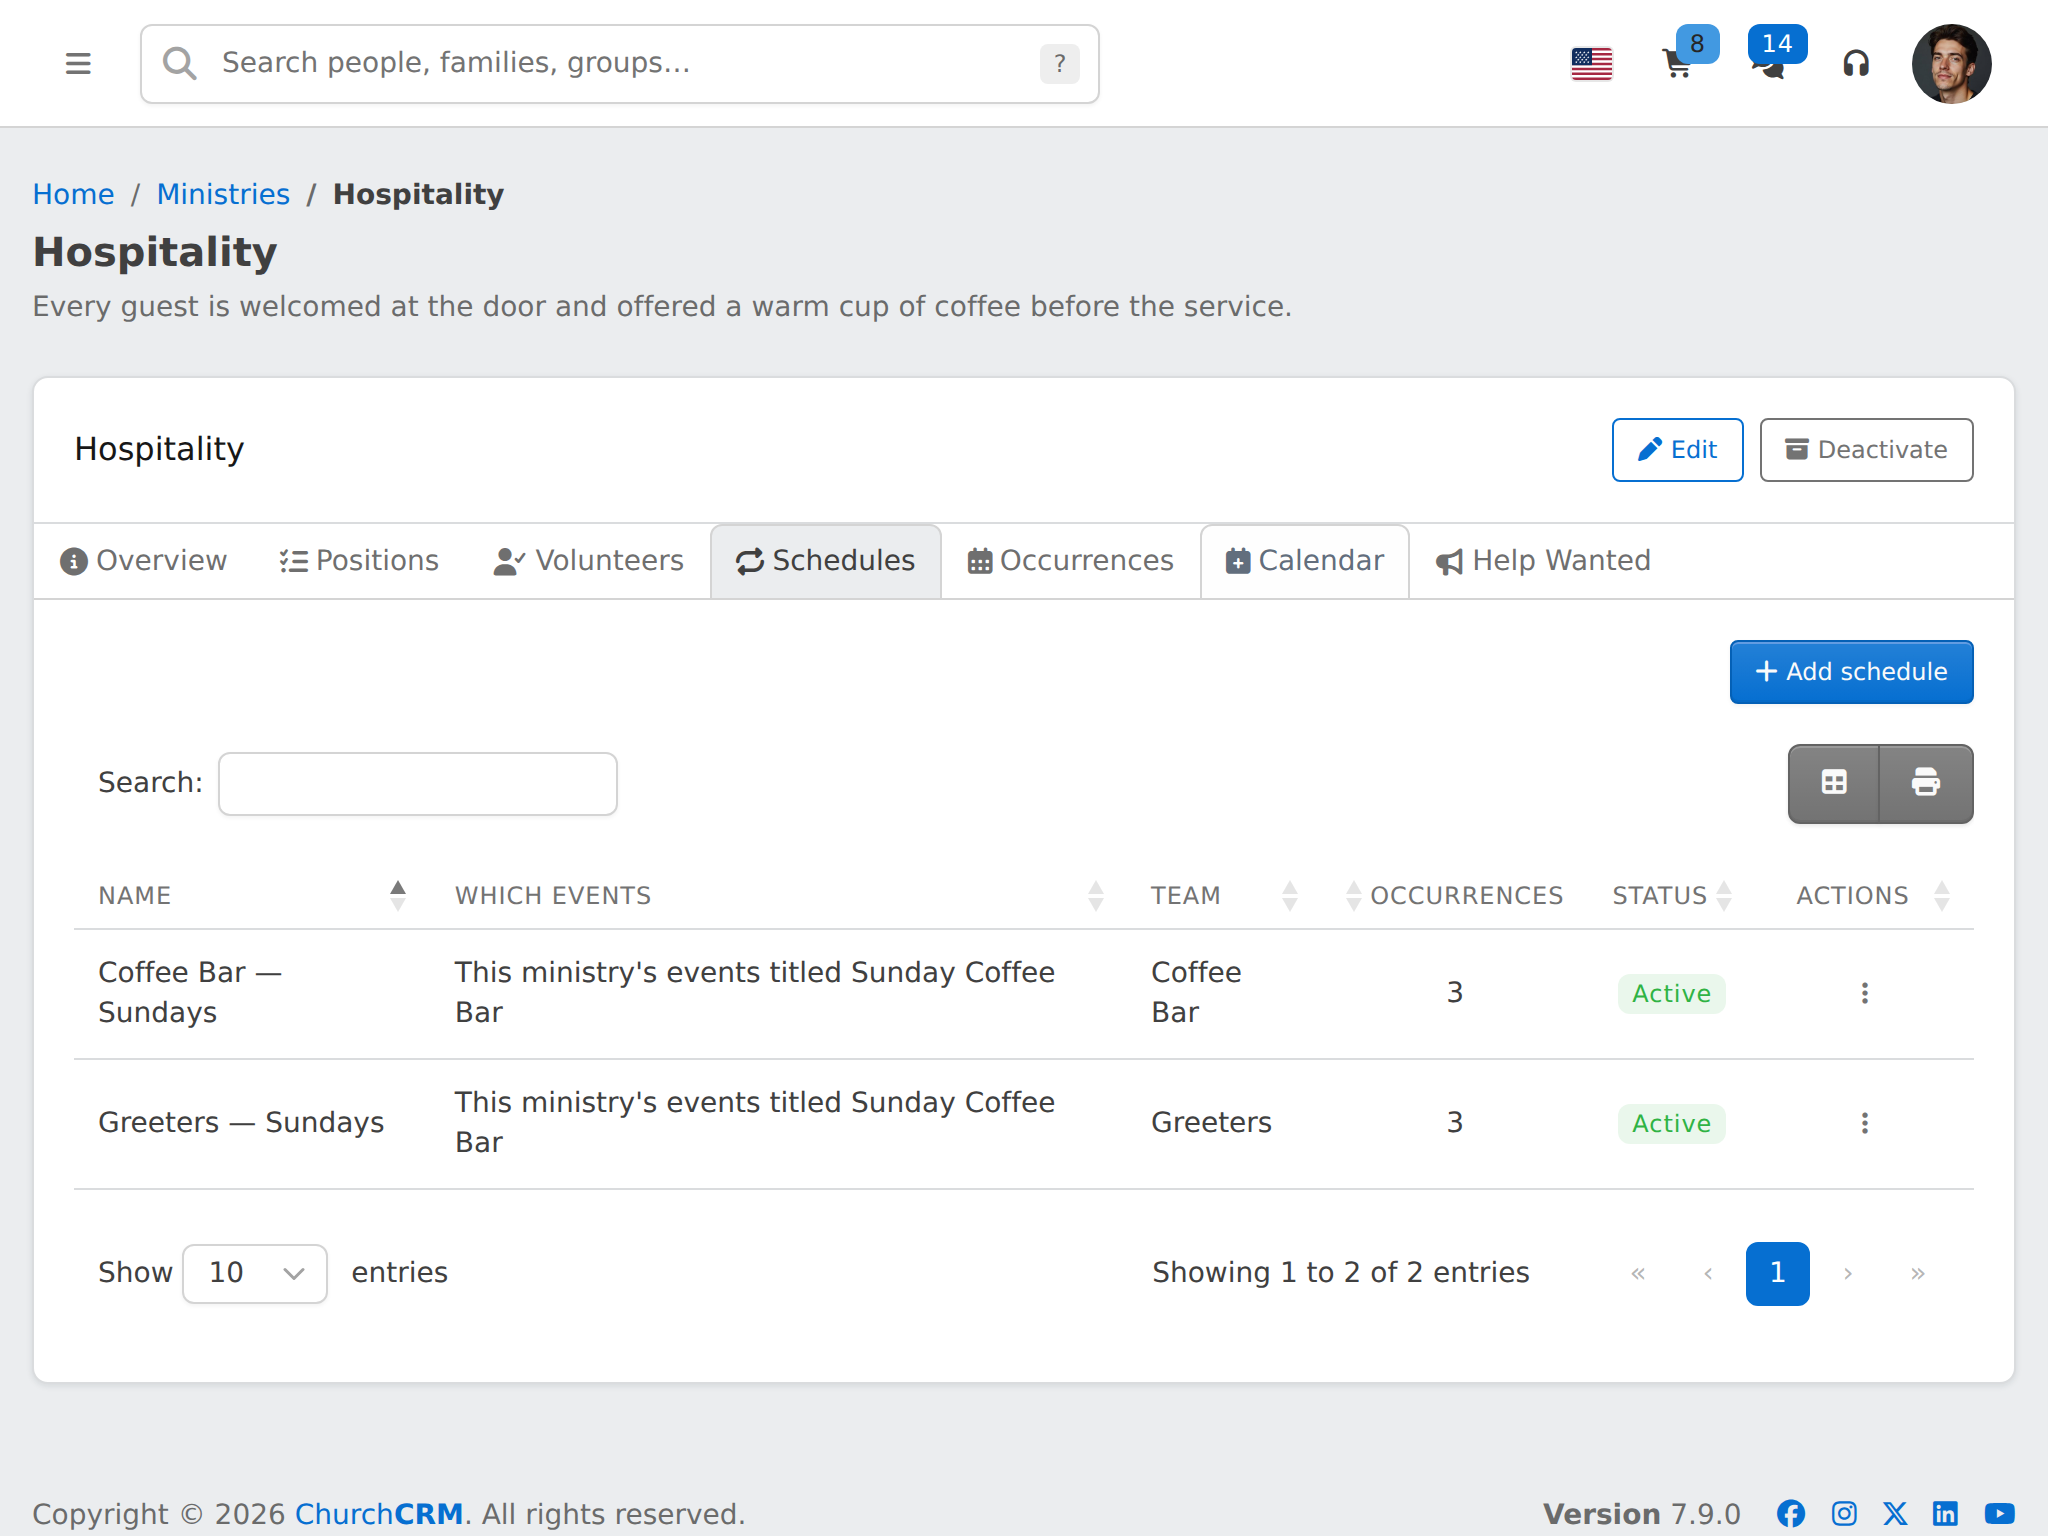 Search people, families, groups...
?
8
14
Home / Ministries / Hospitality
Hospitality
Every guest is welcomed at the door and offered a warm cup of coffee before the service.
Hospitality
Edit
Deactivate
Overview
Positions
Volunteers
Schedules
Occurrences
Calendar
Help Wanted
Add schedule
Search:
NAME
WHICH EVENTS
TEAM
OCCURRENCES
STATUS
ACTIONS
Coffee Bar —
Sundays
This ministry's events titled Sunday Coffee
Bar
Coffee
Bar
3
Active
Greeters — Sundays
This ministry's events titled Sunday Coffee
Bar
Greeters
3
Active
Show 10 entries
Showing 1 to 2 of 2 entries
« ‹ 1 › »
Copyright © 2026 ChurchCRM. All rights reserved.
Version 7.9.0